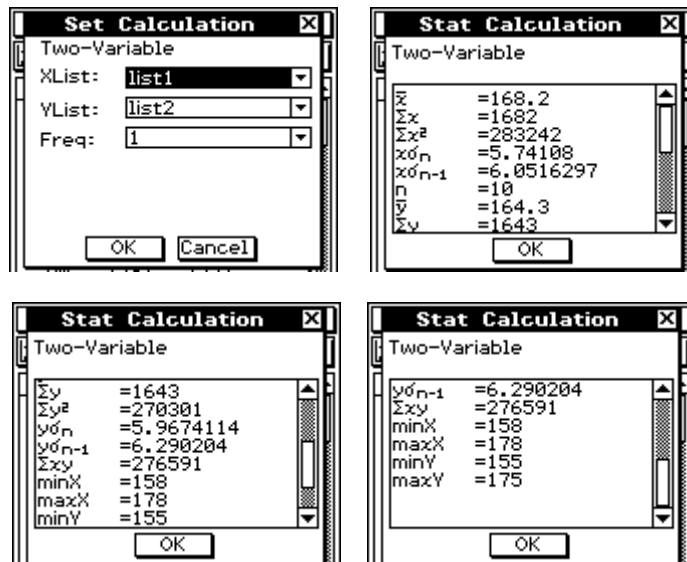 Set Calculation
Two-Variable
XList: list1
YList: list2
Freq: 1
OK Cancel
Stat Calculation
Two-Variable
x̄ =168.2
Σx =1682
Σx² =283242
xσn =5.74108
xσn-1 =6.0516297
n =10
ȳ =164.3
Σy =1643
OK
Stat Calculation
Two-Variable
Σy =1643
Σy² =270301
yσn =5.9674114
yσn-1 =6.290204
Σxy =276591
minX =158
maxX =178
minY =155
OK
Stat Calculation
Two-Variable
yσn-1 =6.290204
Σxy =276591
minX =158
maxX =178
minY =155
maxY =175
OK